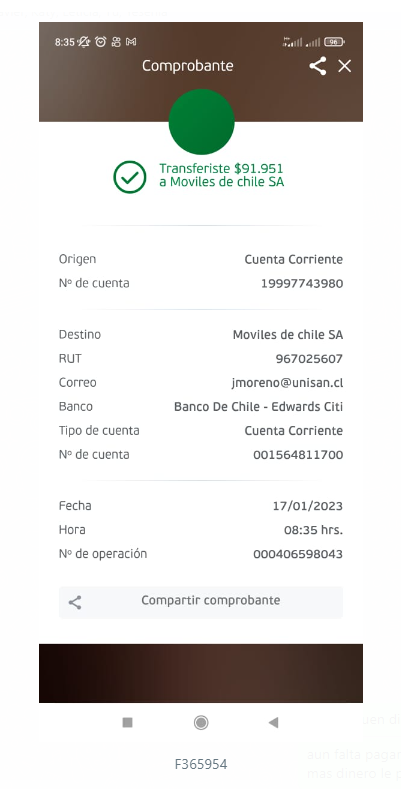 8:35
96
Comprobante
Transferiste $91.951
a Moviles de chile SA
Origen Cuenta Corriente
Nº de cuenta 19997743980
Destino Moviles de chile SA
RUT 967025607
Correo jmoreno@unisan.cl
Banco Banco De Chile - Edwards Citi
Tipo de cuenta Cuenta Corriente
Nº de cuenta 001564811700
Fecha 17/01/2023
Hora 08:35 hrs.
Nº de operación 000406598043
Compartir comprobante
F365954
aun falta pagar
mas dinero le p